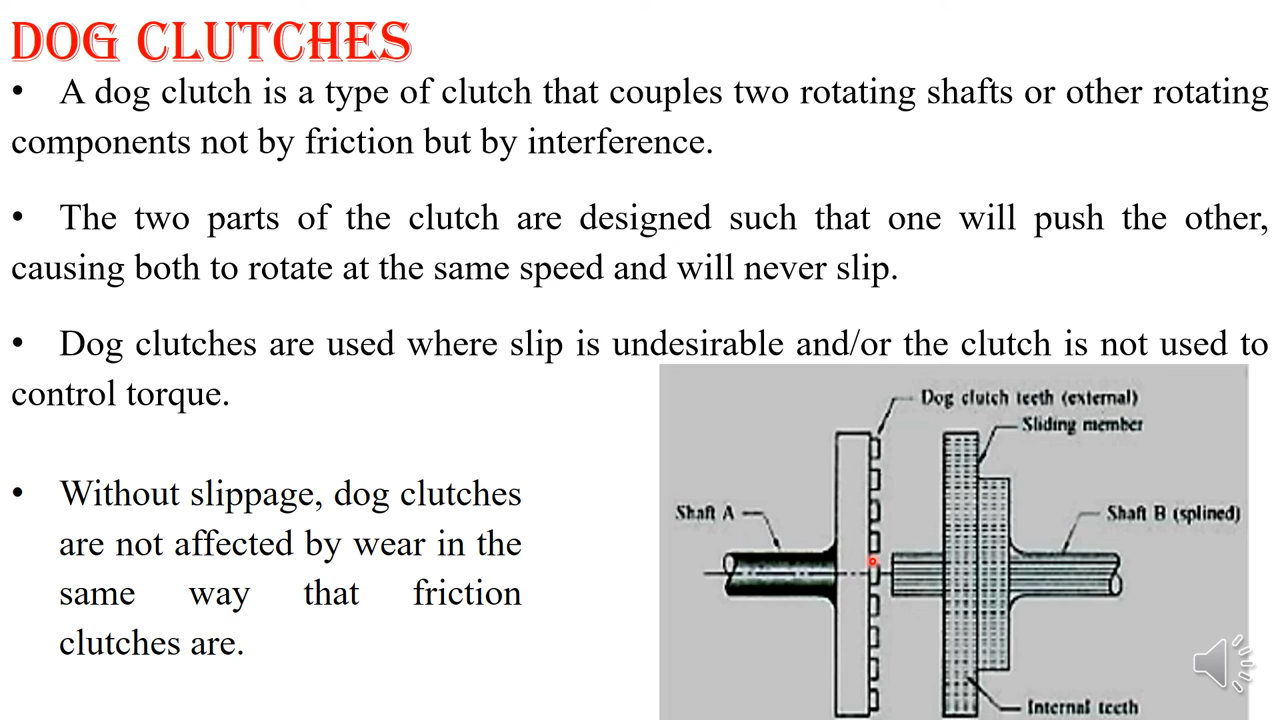 DOG CLUTCHES
• A dog clutch is a type of clutch that couples two rotating shafts or other rotating
components not by friction but by interference.
• The two parts of the clutch are designed such that one will push the other,
causing both to rotate at the same speed and will never slip.
• Dog clutches are used where slip is undesirable and/or the clutch is not used to
control torque.
• Without slippage, dog clutches
are not affected by wear in the
same way that friction
clutches are.
Dog clutch teeth (external)
Sliding member
Shaft A
Shaft B (splined)
Internal teeth